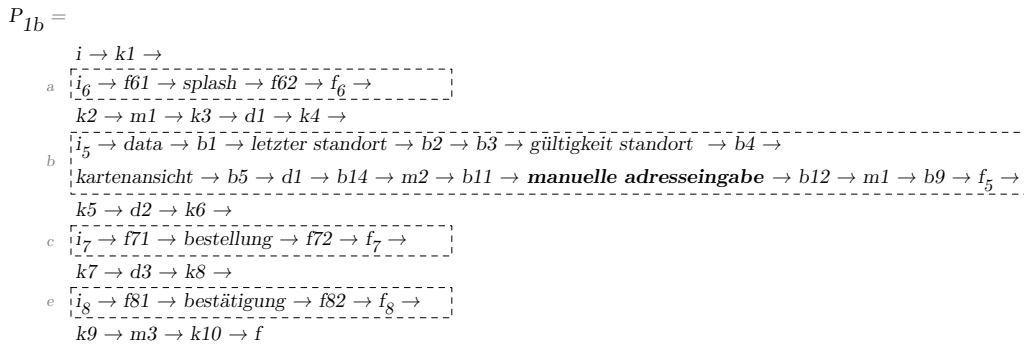 P1b =
i → k1 →
a i6 → f61 → splash → f62 → f6 →
k2 → m1 → k3 → d1 → k4 →
i5 → data → b1 → letzter standort → b2 → b3 → gültigkeit standort → b4 →
b
kartenansicht → b5 → d1 → b14 → m2 → b11 → manuelle adresseingabe → b12 → m1 → b9 → f5 →
k5 → d2 → k6 →
c i7 → f71 → bestellung → f72 → f7 →
k7 → d3 → k8 →
e i8 → f81 → bestätigung → f82 → f8 →
k9 → m3 → k10 → f